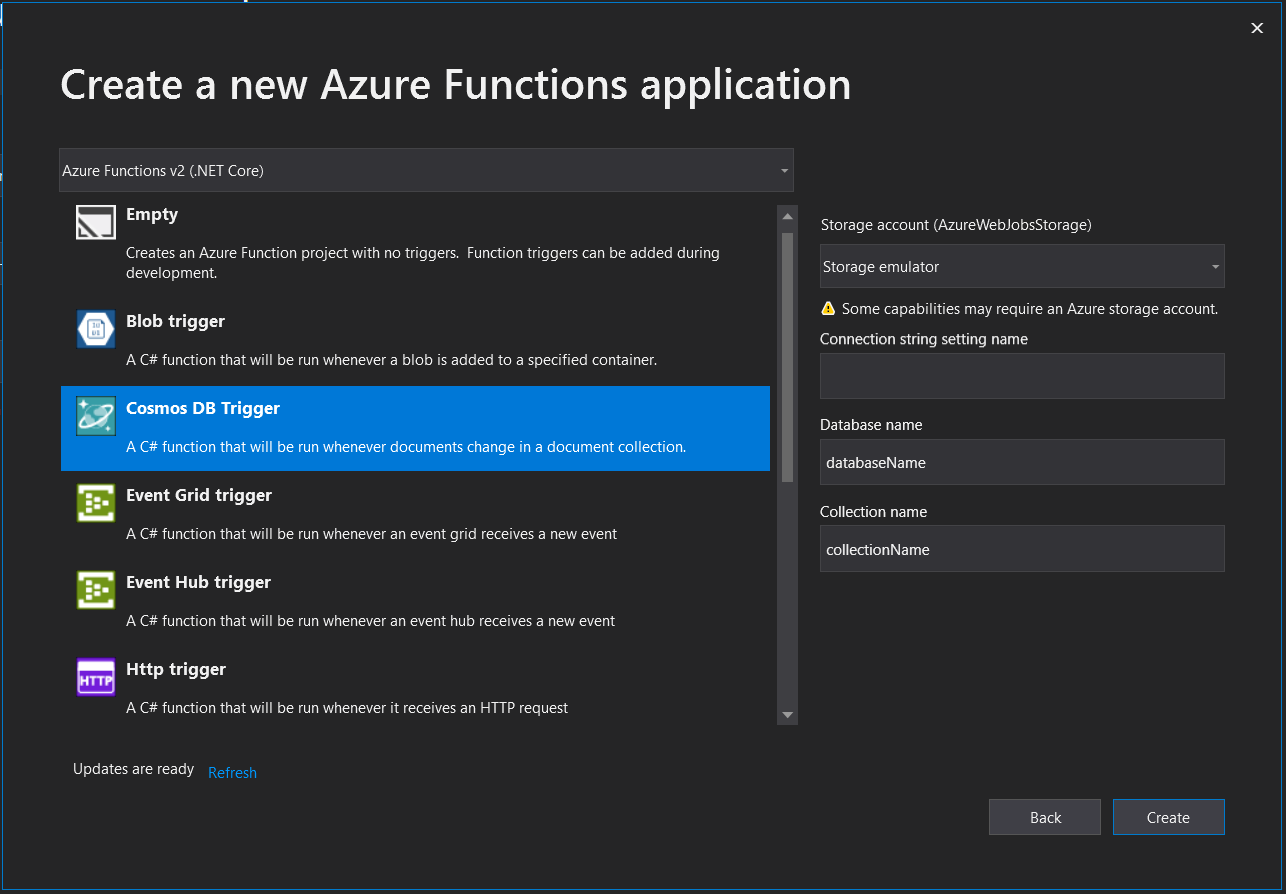 Create a new Azure Functions application
Azure Functions v2 (.NET Core)
Empty
Creates an Azure Function project with no triggers.  Function triggers can be added during
development.
Blob trigger
A C# function that will be run whenever a blob is added to a specified container.
Cosmos DB Trigger
A C# function that will be run whenever documents change in a document collection.
Event Grid trigger
A C# function that will be run whenever an event grid receives a new event
Event Hub trigger
A C# function that will be run whenever an event hub receives a new event
HTTP
Http trigger
A C# function that will be run whenever it receives an HTTP request
Storage account (AzureWebJobsStorage)
Storage emulator
Some capabilities may require an Azure storage account.
Connection string setting name
Database name
databaseName
Collection name
collectionName
Updates are ready
Refresh
Back
Create